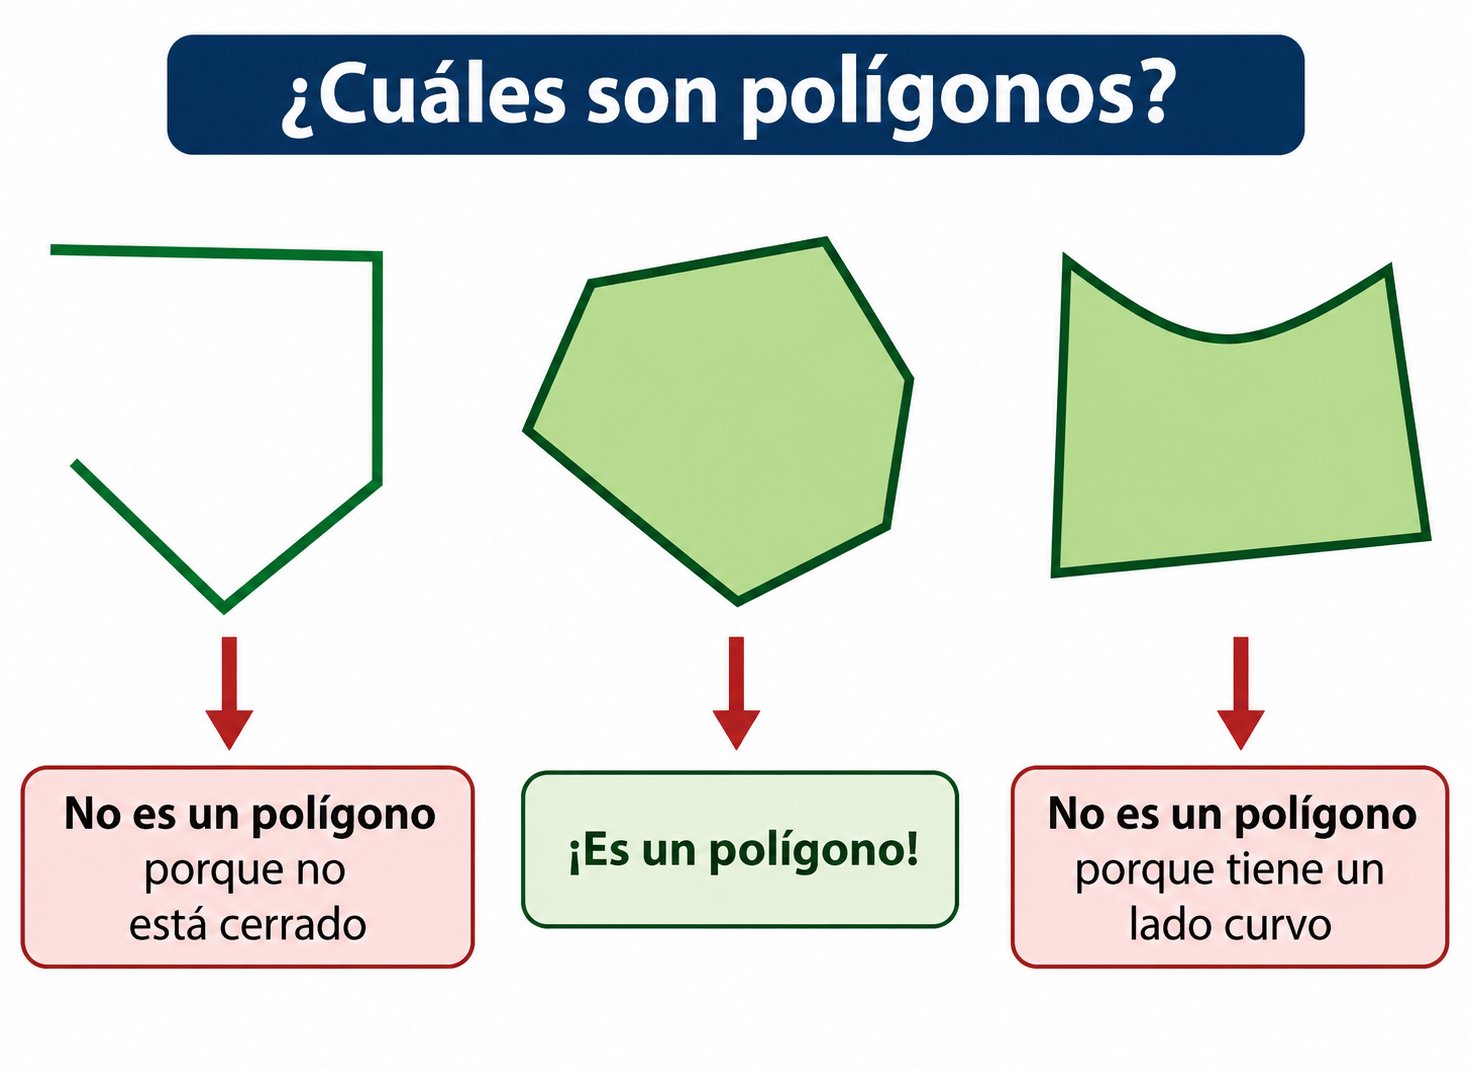 ¿Cuáles son polígonos?
No es un polígono
porque no
está cerrado
¡Es un polígono!
No es un polígono
porque tiene un
lado curvo